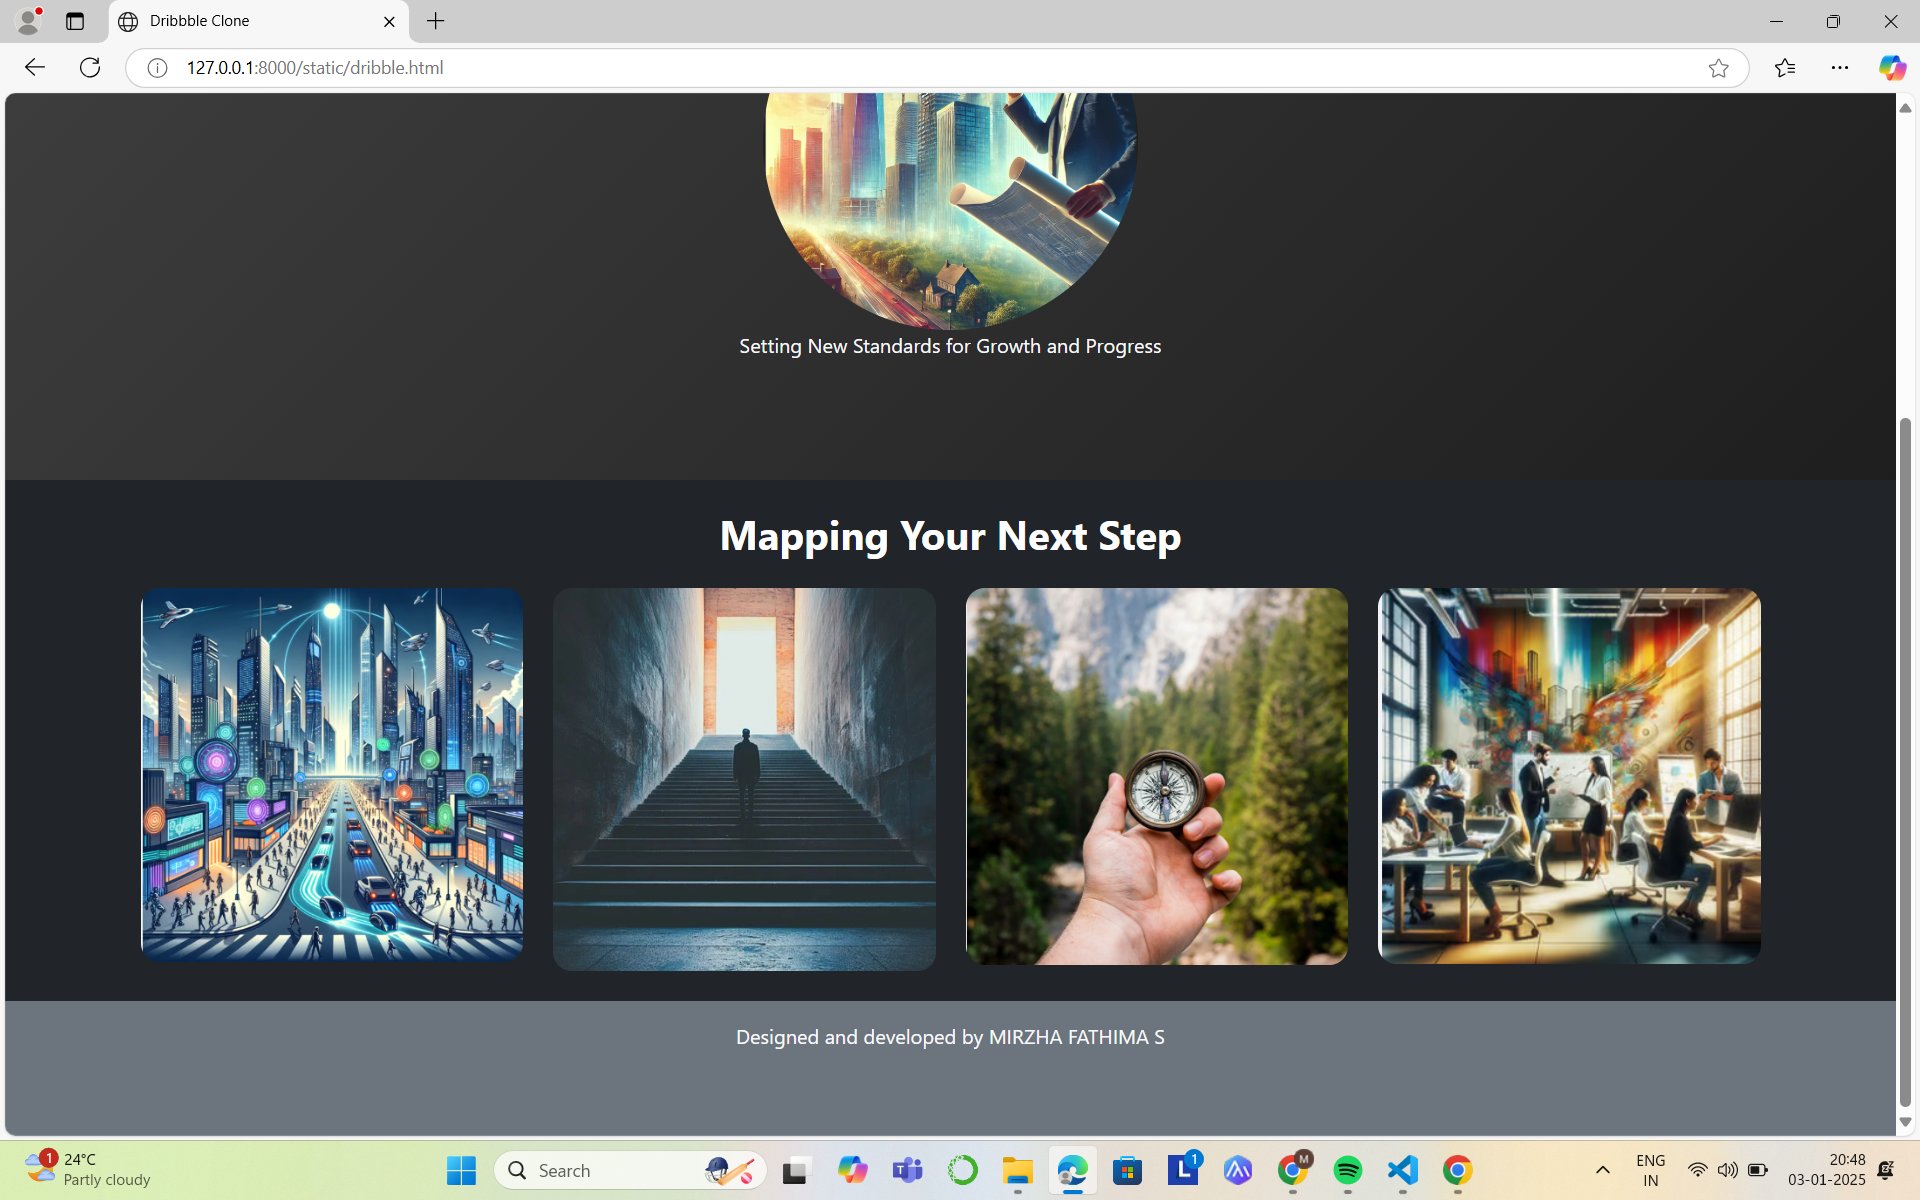 Dribbble Clone
127.0.0.1:8000/static/dribble.html
Setting New Standards for Growth and Progress
Mapping Your Next Step
Designed and developed by MIRZHA FATHIMA S
1
24°C
Partly cloudy
Search
1
M
ENG
IN
20:48
03-01-2025